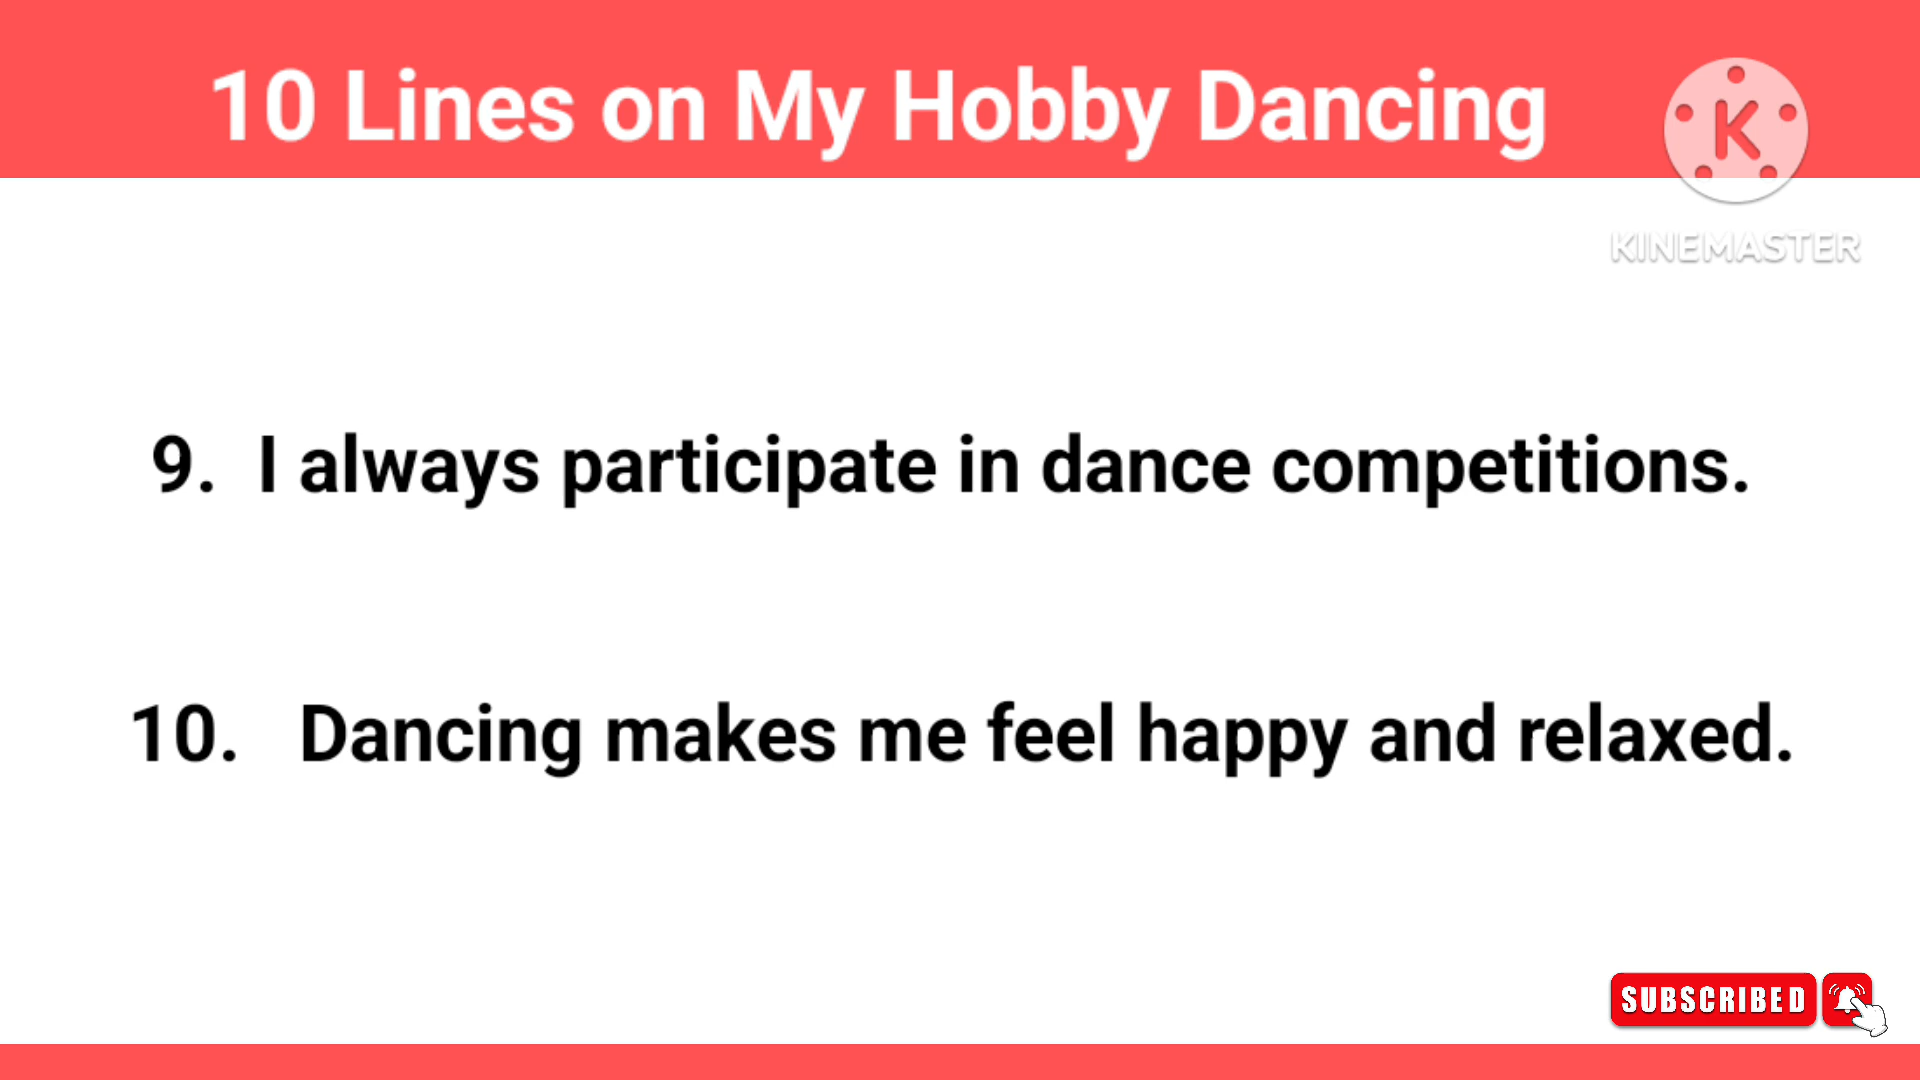 10 Lines on My Hobby Dancing
K
KINEMASTER
9. I always participate in dance competitions.
10. Dancing makes me feel happy and relaxed.
SUBSCRIBED